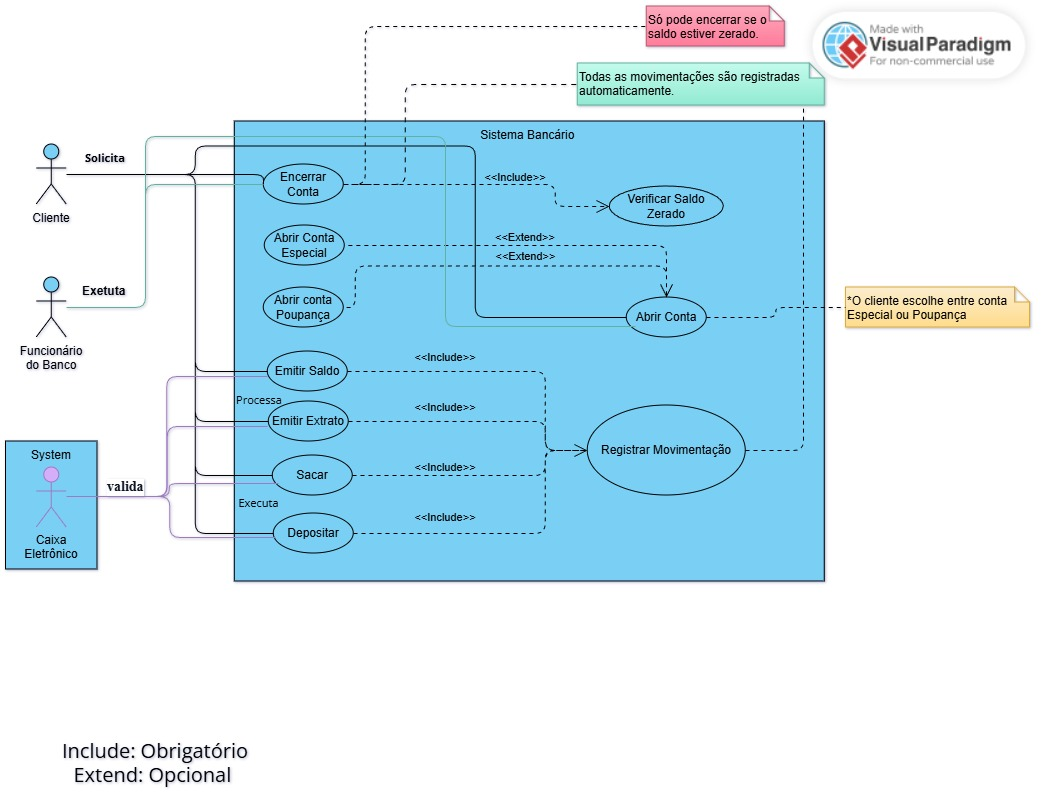 Só pode encerrar se o
saldo estiver zerado.
Made with
Visual Paradigm
For non-commercial use
Todas as movimentações são registradas
automaticamente.
Sistema Bancário
Solicita
Cliente
Encerrar
Conta
<<Include>>
Verificar Saldo
Zerado
Abrir Conta
Especial
<<Extend>>
<<Extend>>
Exetuta
Funcionário
do Banco
Abrir conta
Poupança
Abrir Conta
*O cliente escolhe entre conta
Especial ou Poupança
Emitir Saldo
<<Include>>
Processa
Emitir Extrato
<<Include>>
Registrar Movimentação
System
valida
Caixa
Eletrônico
Sacar
<<Include>>
Executa
Depositar
<<Include>>
Include: Obrigatório
Extend: Opcional